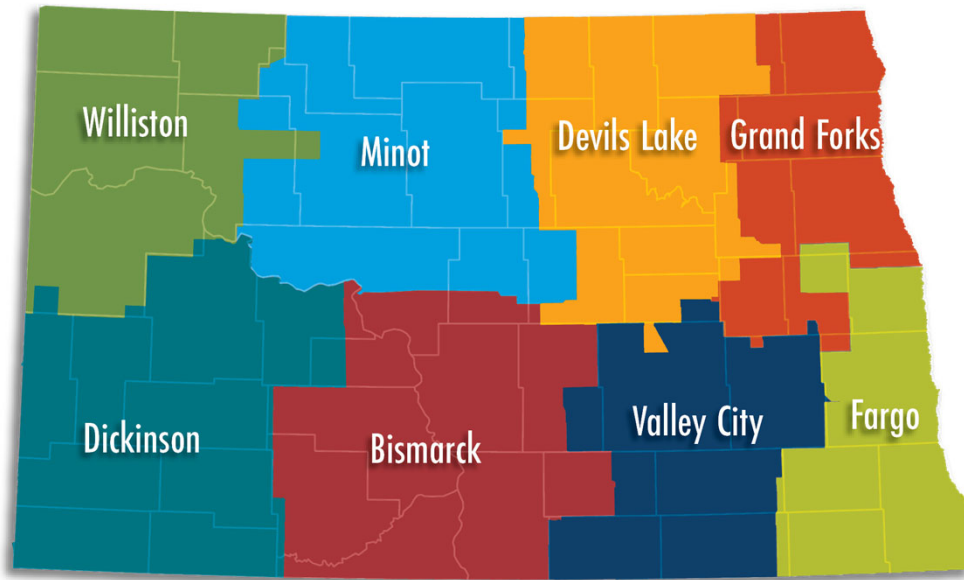 Williston
Minot
Devils Lake
Grand Forks
Dickinson
Bismarck
Valley City
Fargo